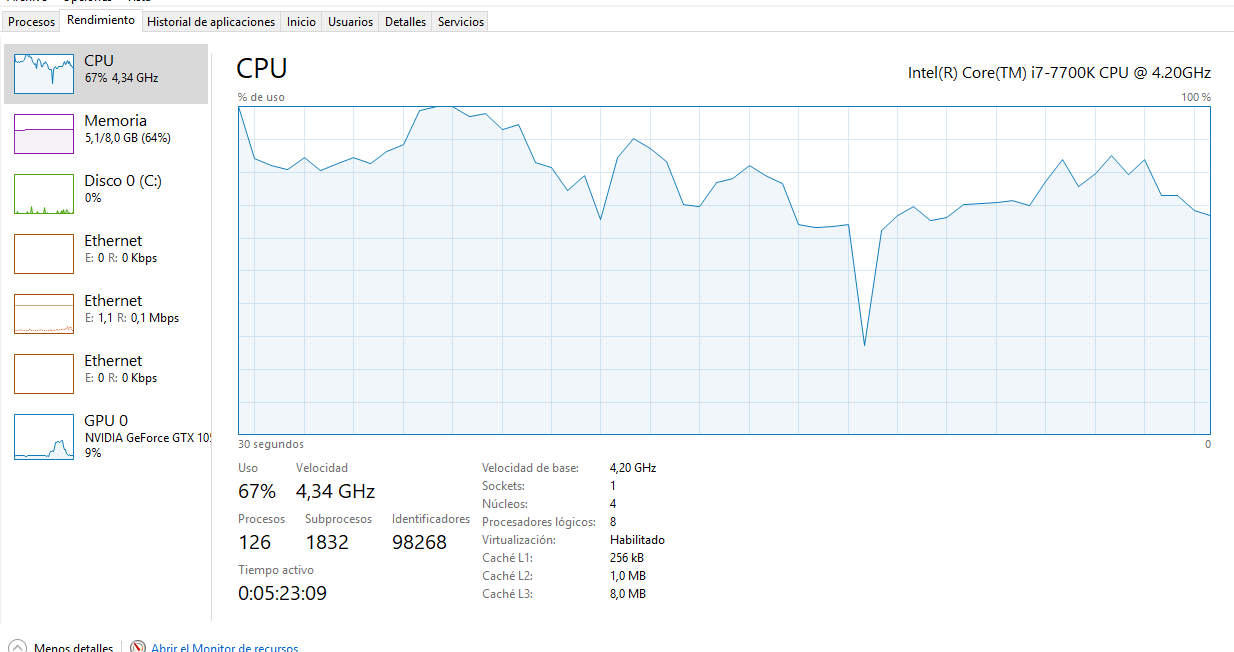 Archivo Opciones Vista
Procesos Rendimiento Historial de aplicaciones Inicio Usuarios Detalles Servicios
CPU
67% 4,34 GHz
Memoria
5,1/8,0 GB (64%)
Disco 0 (C:)
0%
Ethernet
E: 0 R: 0 Kbps
Ethernet
E: 1,1 R: 0,1 Mbps
Ethernet
E: 0 R: 0 Kbps
GPU 0
NVIDIA GeForce GTX 105
9%
CPU
Intel(R) Core(TM) i7-7700K CPU @ 4.20GHz
% de uso 100 %
30 segundos 0
Uso Velocidad
67% 4,34 GHz
Procesos Subprocesos Identificadores
126 1832 98268
Tiempo activo
0:05:23:09
Velocidad de base: 4,20 GHz
Sockets: 1
Núcleos: 4
Procesadores lógicos: 8
Virtualización: Habilitado
Caché L1: 256 kB
Caché L2: 1,0 MB
Caché L3: 8,0 MB
Menos detalles Abrir el Monitor de recursos